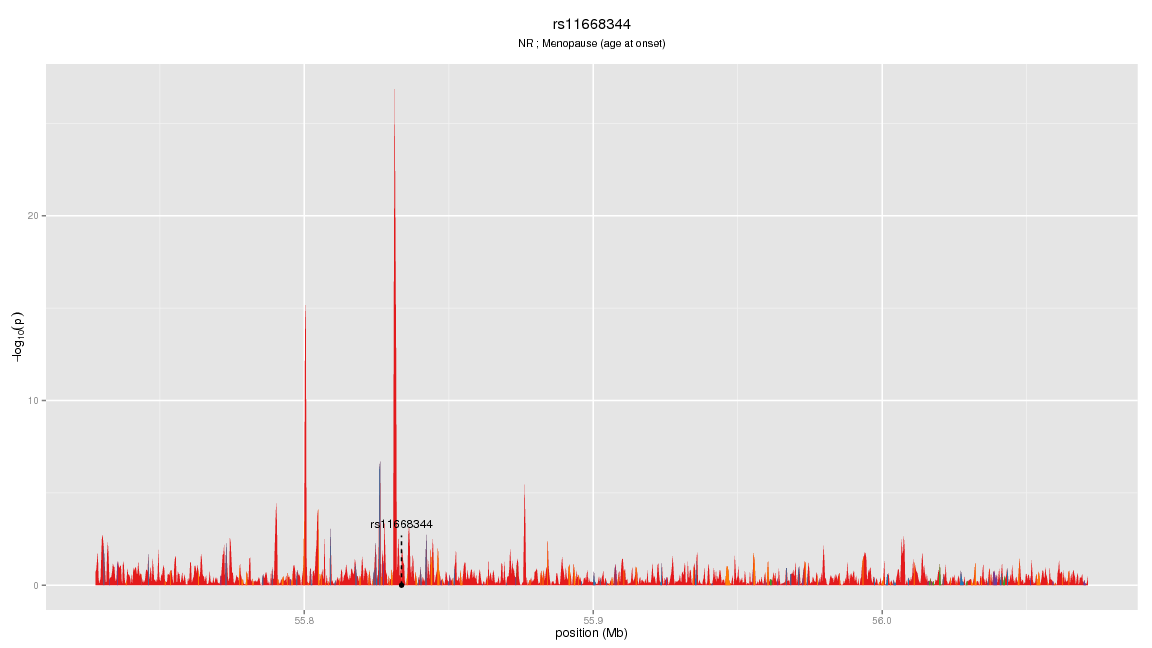 rs11668344
NR ; Menopause (age at onset)
−log10(p)
20
10
0
rs11668344
55.8
55.9
56.0
position (Mb)